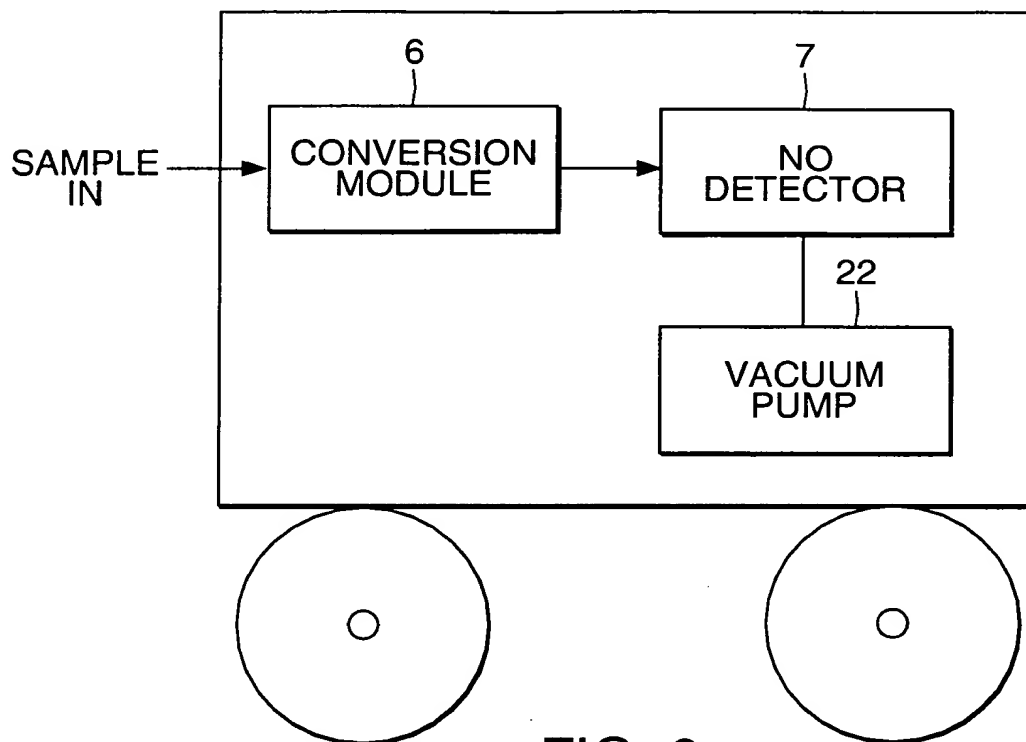 6
7
SAMPLE
IN
CONVERSION
MODULE
NO
DETECTOR
22
VACUUM
PUMP